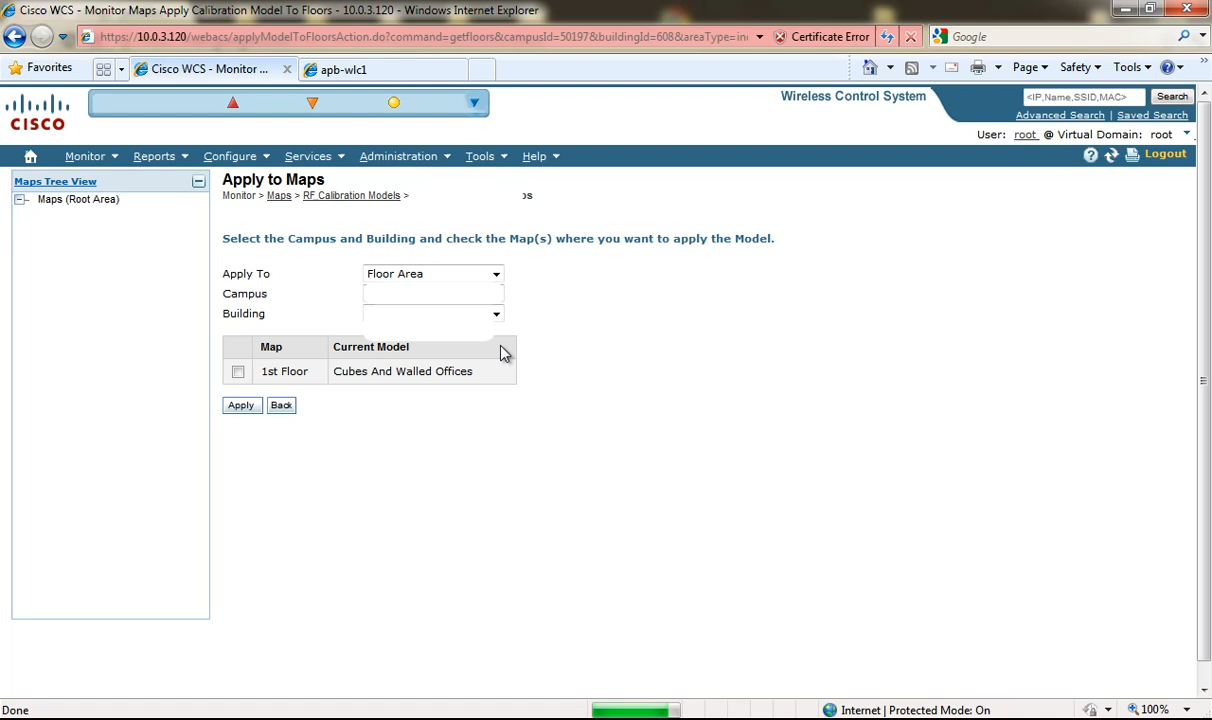 Cisco WCS - Monitor Maps Apply Calibration Model To Floors - 10.0.3.120 - Windows Internet Explorer
https://10.0.3.120/webacs/applyModelToFloorsAction.do?command=getfloors&campusId=50197&buildingId=608&areaType=in
Certificate Error
Google
Favorites
Cisco WCS - Monitor ...
apb-wlc1
Page
Safety
Tools
CISCO
Wireless Control System
<IP,Name,SSID,MAC>
Search
Advanced Search | Saved Search
User: root @ Virtual Domain: root
Monitor
Reports
Configure
Services
Administration
Tools
Help
Logout
Maps Tree View
Maps (Root Area)
Apply to Maps
Monitor > Maps > RF Calibration Models >
Select the Campus and Building and check the Map(s) where you want to apply the Model.
Apply To
Floor Area
Campus
Building
Map
Current Model
1st Floor
Cubes And Walled Offices
Apply
Back
Done
Internet | Protected Mode: On
100%